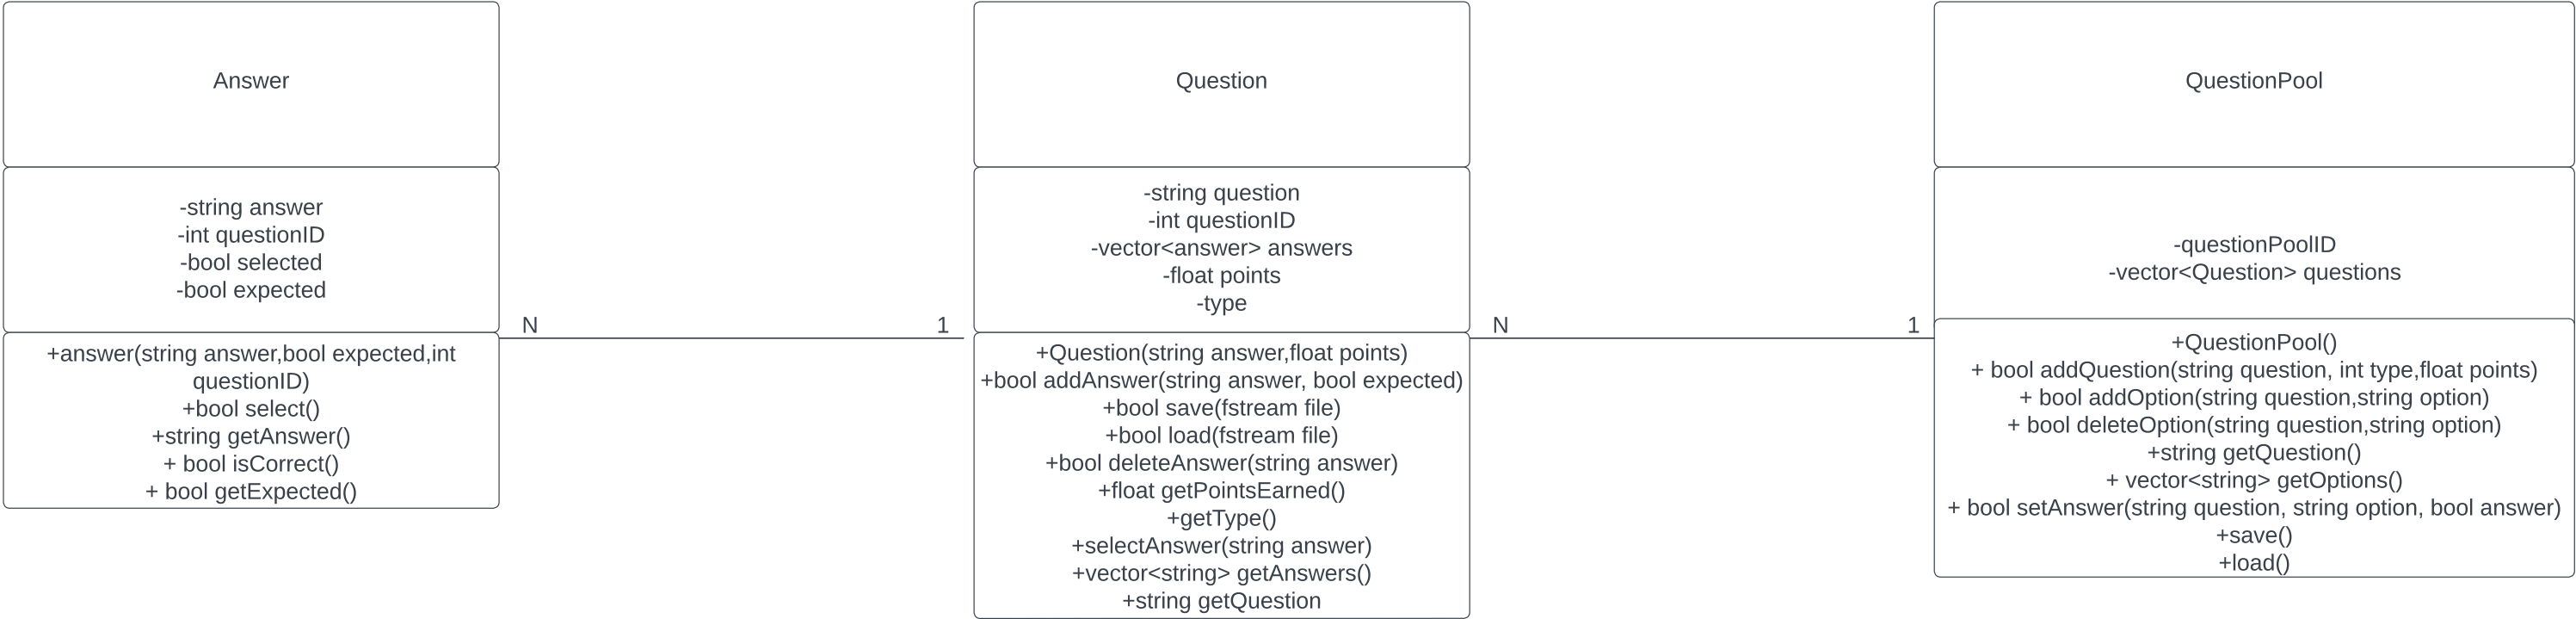 Answer
-string answer
-int questionID
-bool selected
-bool expected
+answer(string answer,bool expected,int
questionID)
+bool select()
+string getAnswer()
+ bool isCorrect()
+ bool getExpected()
N
1
Question
-string question
-int questionID
-vector<answer> answers
-float points
-type
+Question(string answer,float points)
+bool addAnswer(string answer, bool expected)
+bool save(fstream file)
+bool load(fstream file)
+bool deleteAnswer(string answer)
+float getPointsEarned()
+getType()
+selectAnswer(string answer)
+vector<string> getAnswers()
+string getQuestion
N
1
QuestionPool
-questionPoolID
-vector<Question> questions
+QuestionPool()
+ bool addQuestion(string question, int type,float points)
+ bool addOption(string question,string option)
+ bool deleteOption(string question,string option)
+string getQuestion()
+ vector<string> getOptions()
+ bool setAnswer(string question, string option, bool answer)
+save()
+load()